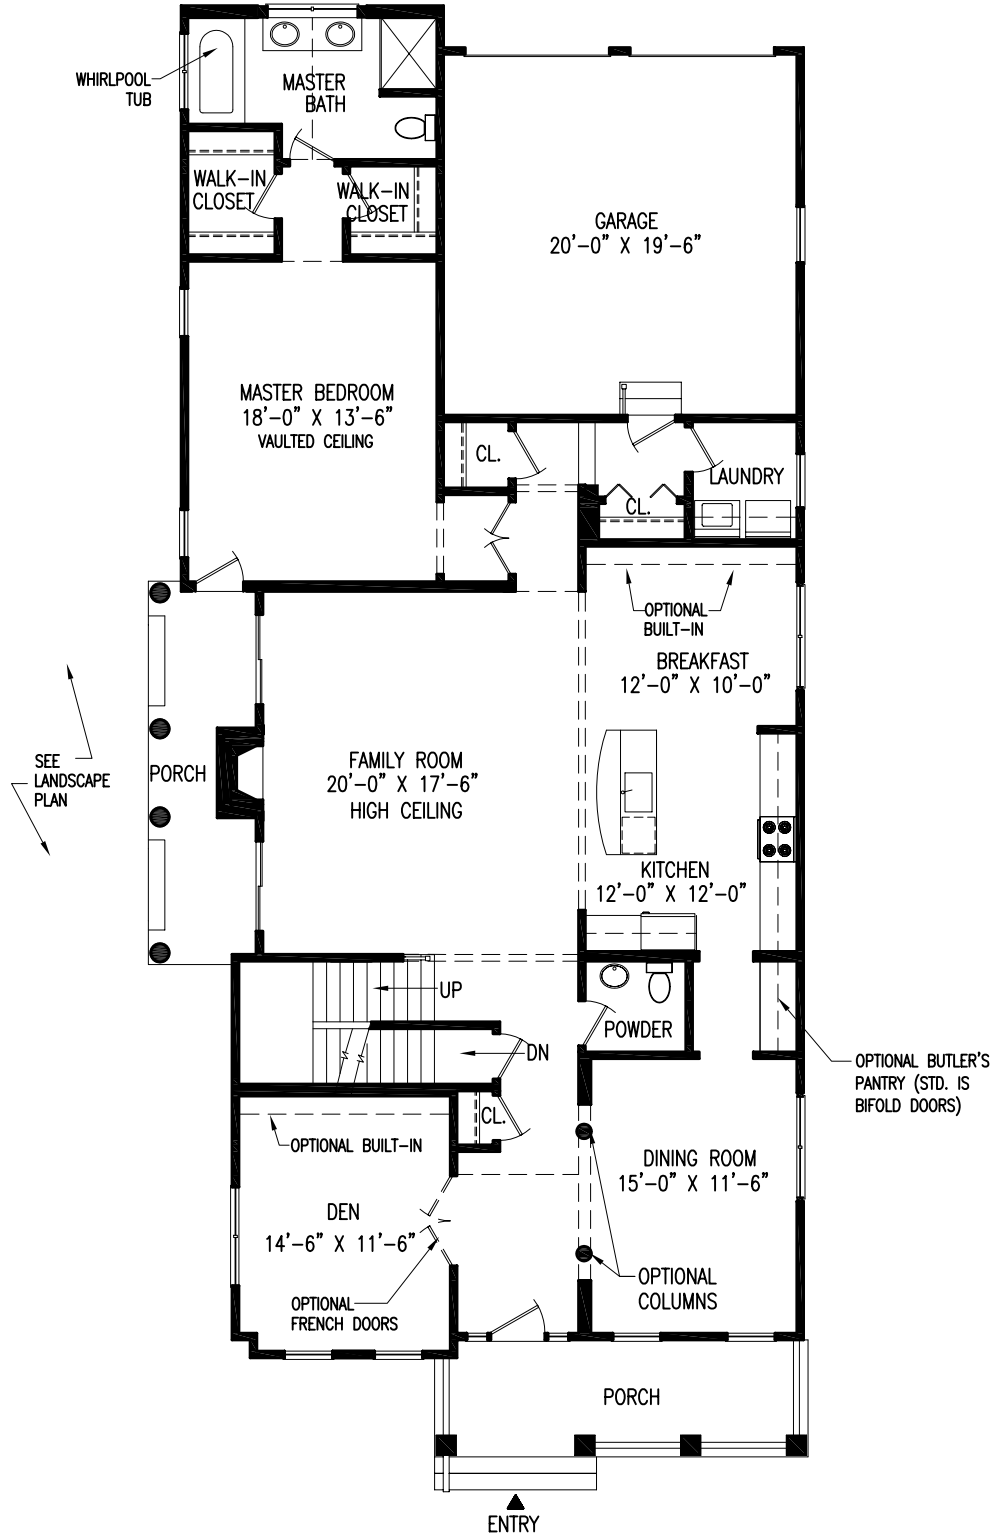 WHIRLPOOL
TUB
MASTER
BATH
WALK-IN
CLOSET
WALK-IN
CLOSET
GARAGE
20'-0" X 19'-6"
MASTER BEDROOM
18'-0" X 13'-6"
VAULTED CEILING
CL.
LAUNDRY
CL.
OPTIONAL
BUILT-IN
BREAKFAST
12'-0" X 10'-0"
SEE
LANDSCAPE
PLAN
PORCH
FAMILY ROOM
20'-0" X 17'-6"
HIGH CEILING
KITCHEN
12'-0" X 12'-0"
UP
POWDER
DN
OPTIONAL BUTLER'S
PANTRY (STD. IS
BIFOLD DOORS)
CL.
OPTIONAL BUILT-IN
DINING ROOM
15'-0" X 11'-6"
DEN
14'-6" X 11'-6"
OPTIONAL
COLUMNS
OPTIONAL
FRENCH DOORS
PORCH
ENTRY